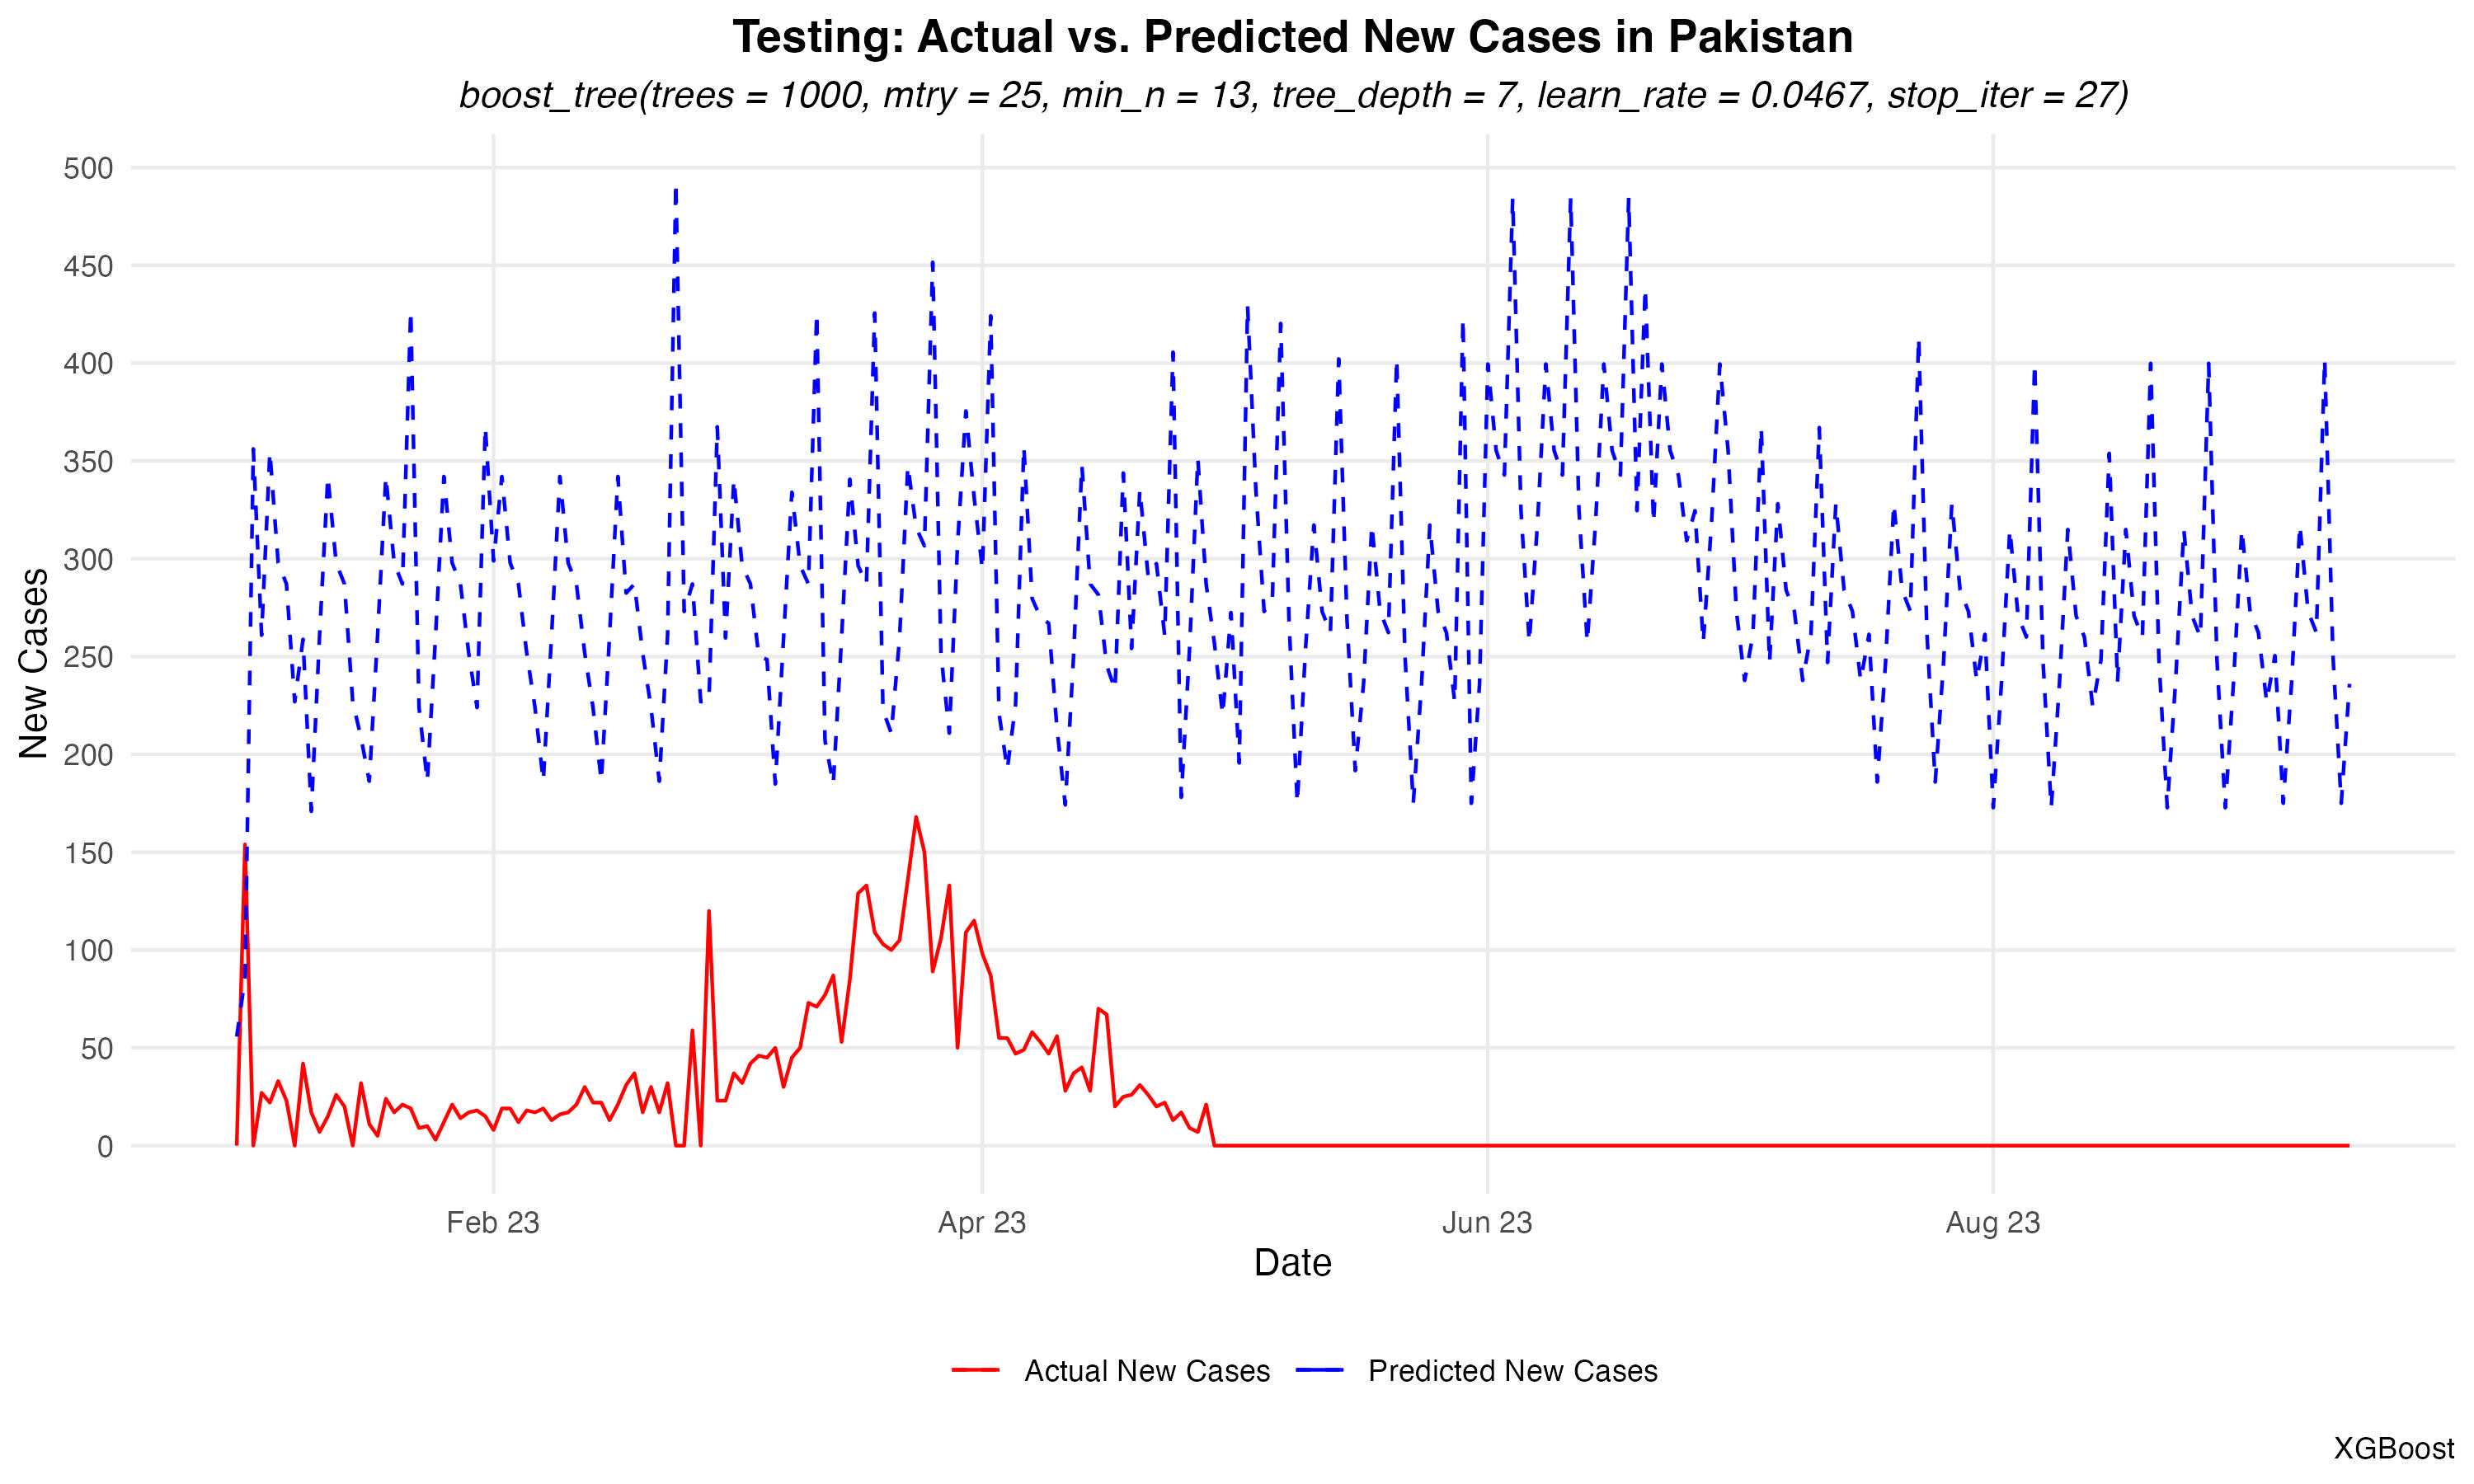 Testing: Actual vs. Predicted New Cases in Pakistan
boost_tree(trees = 1000, mtry = 25, min_n = 13, tree_depth = 7, learn_rate = 0.0467, stop_iter = 27)
New Cases
500
450
400
350
300
250
200
150
100
50
0
Feb 23 Apr 23 Jun 23 Aug 23
Date
Actual New Cases Predicted New Cases
XGBoost